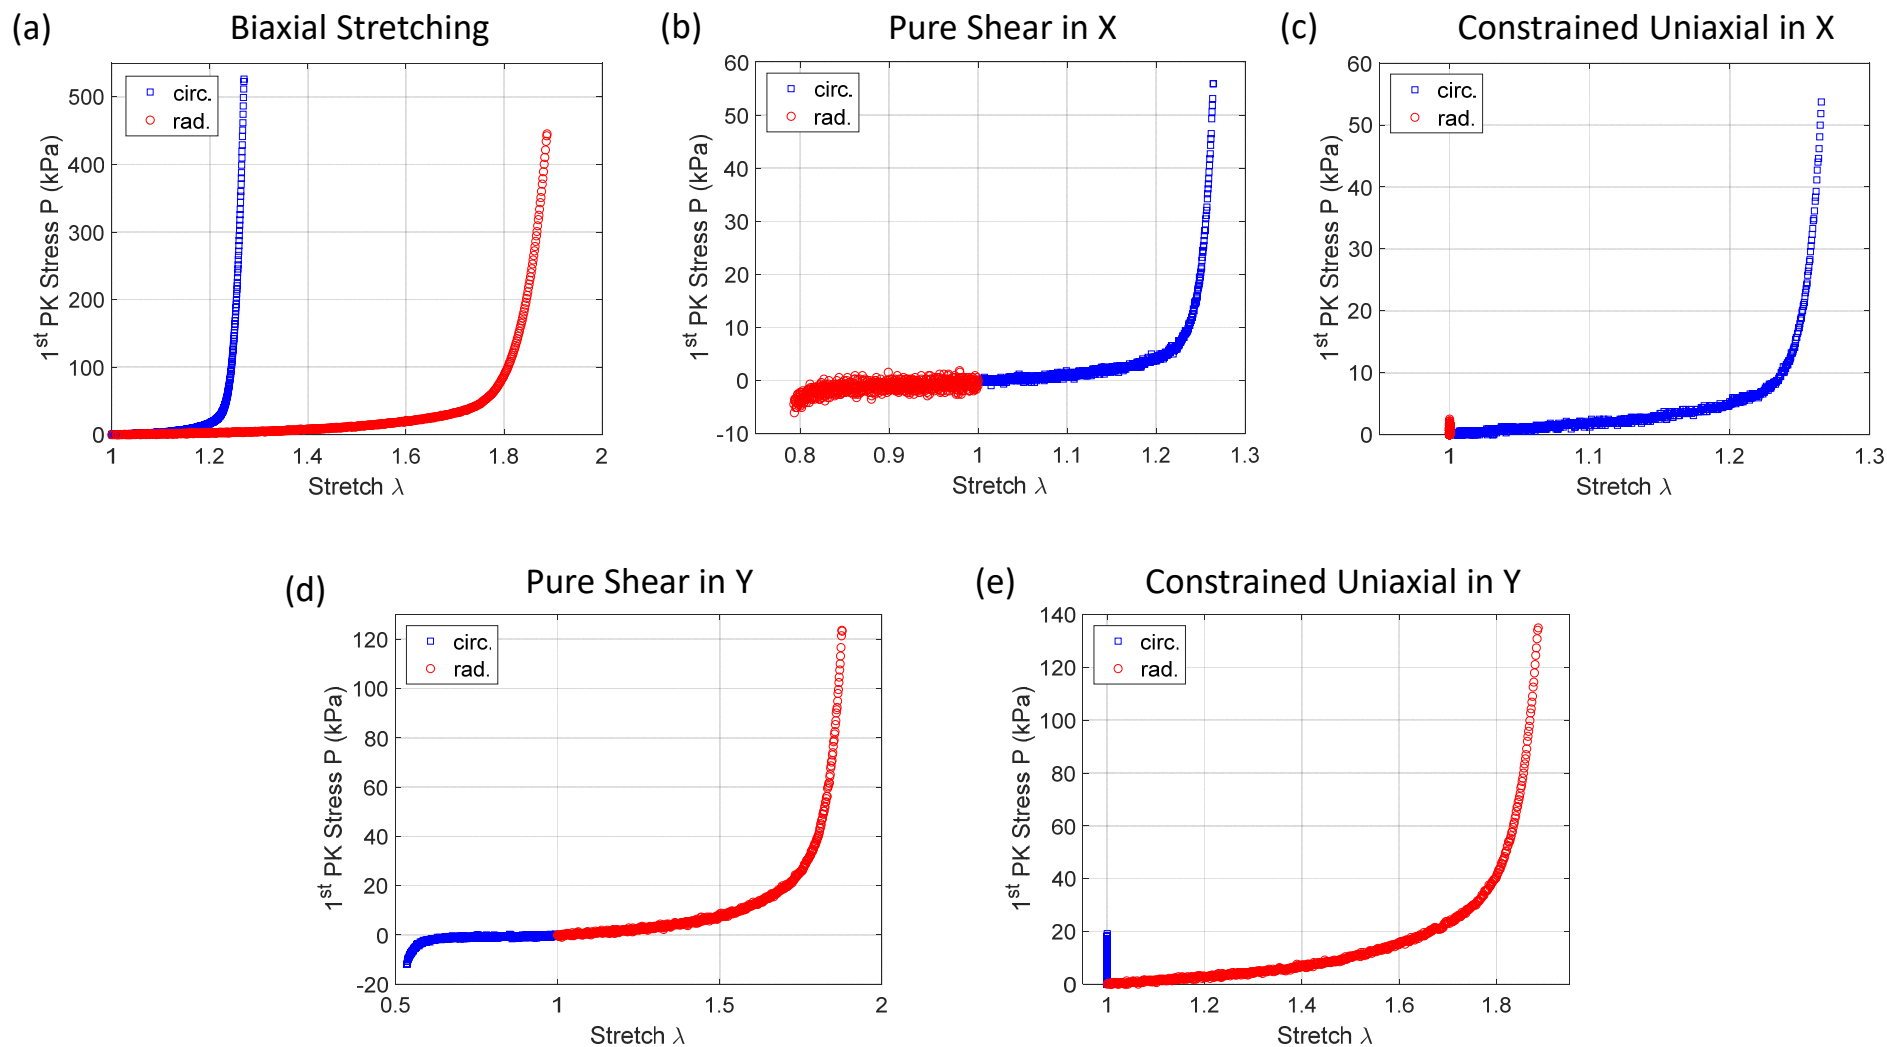 (a) Biaxial Stretching
1st PK Stress P (kPa)
circ.
rad.
500
400
300
200
100
0
1 1.2 1.4 1.6 1.8 2
Stretch λ
(b) Pure Shear in X
1st PK Stress P (kPa)
circ.
rad.
60
50
40
30
20
10
0
-10
0.8 0.9 1 1.1 1.2 1.3
Stretch λ
(c) Constrained Uniaxial in X
1st PK Stress P (kPa)
circ.
rad.
60
50
40
30
20
10
0
1 1.1 1.2 1.3
Stretch λ
(d) Pure Shear in Y
1st PK Stress P (kPa)
circ.
rad.
120
100
80
60
40
20
0
-20
0.5 1 1.5 2
Stretch λ
(e) Constrained Uniaxial in Y
1st PK Stress P (kPa)
circ.
rad.
140
120
100
80
60
40
20
0
1 1.2 1.4 1.6 1.8
Stretch λ